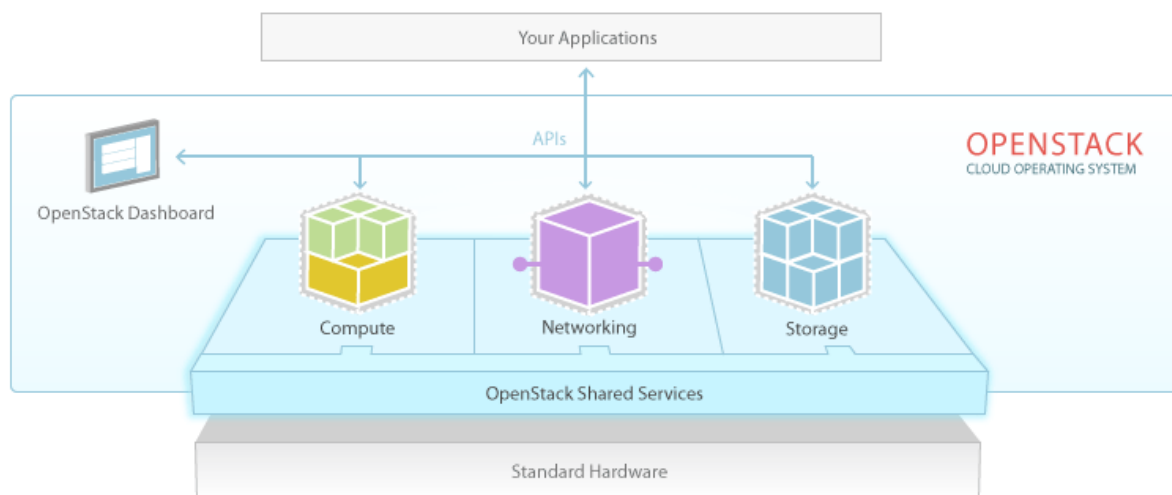 Your Applications
APIs
OPENSTACK
CLOUD OPERATING SYSTEM
OpenStack Dashboard
Compute
Networking
Storage
OpenStack Shared Services
Standard Hardware